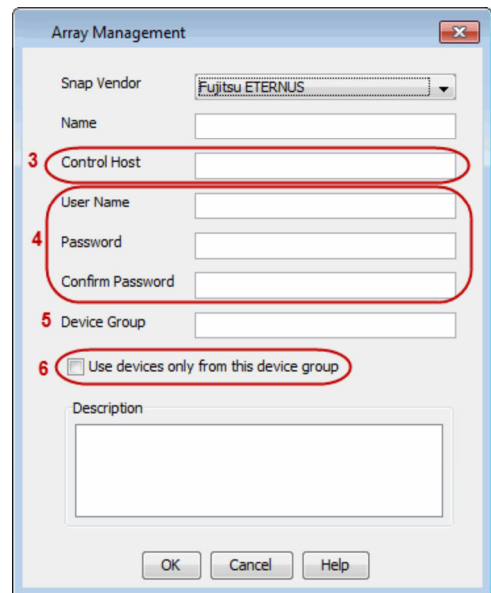 Array Management
Snap Vendor Fujitsu ETERNUS
Name
3 Control Host
User Name
4 Password
Confirm Password
5 Device Group
6 Use devices only from this device group
Description
OK Cancel Help